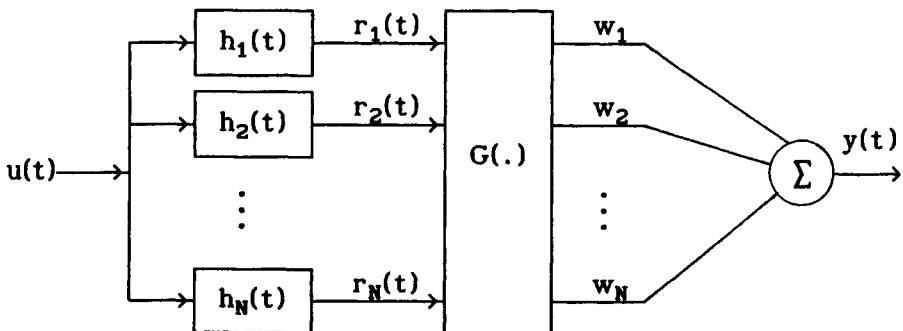 h₁(t) r₁(t) w₁
h₂(t) r₂(t) w₂
u(t) G(.) Σ y(t)
h_N(t) r_N(t) w_N